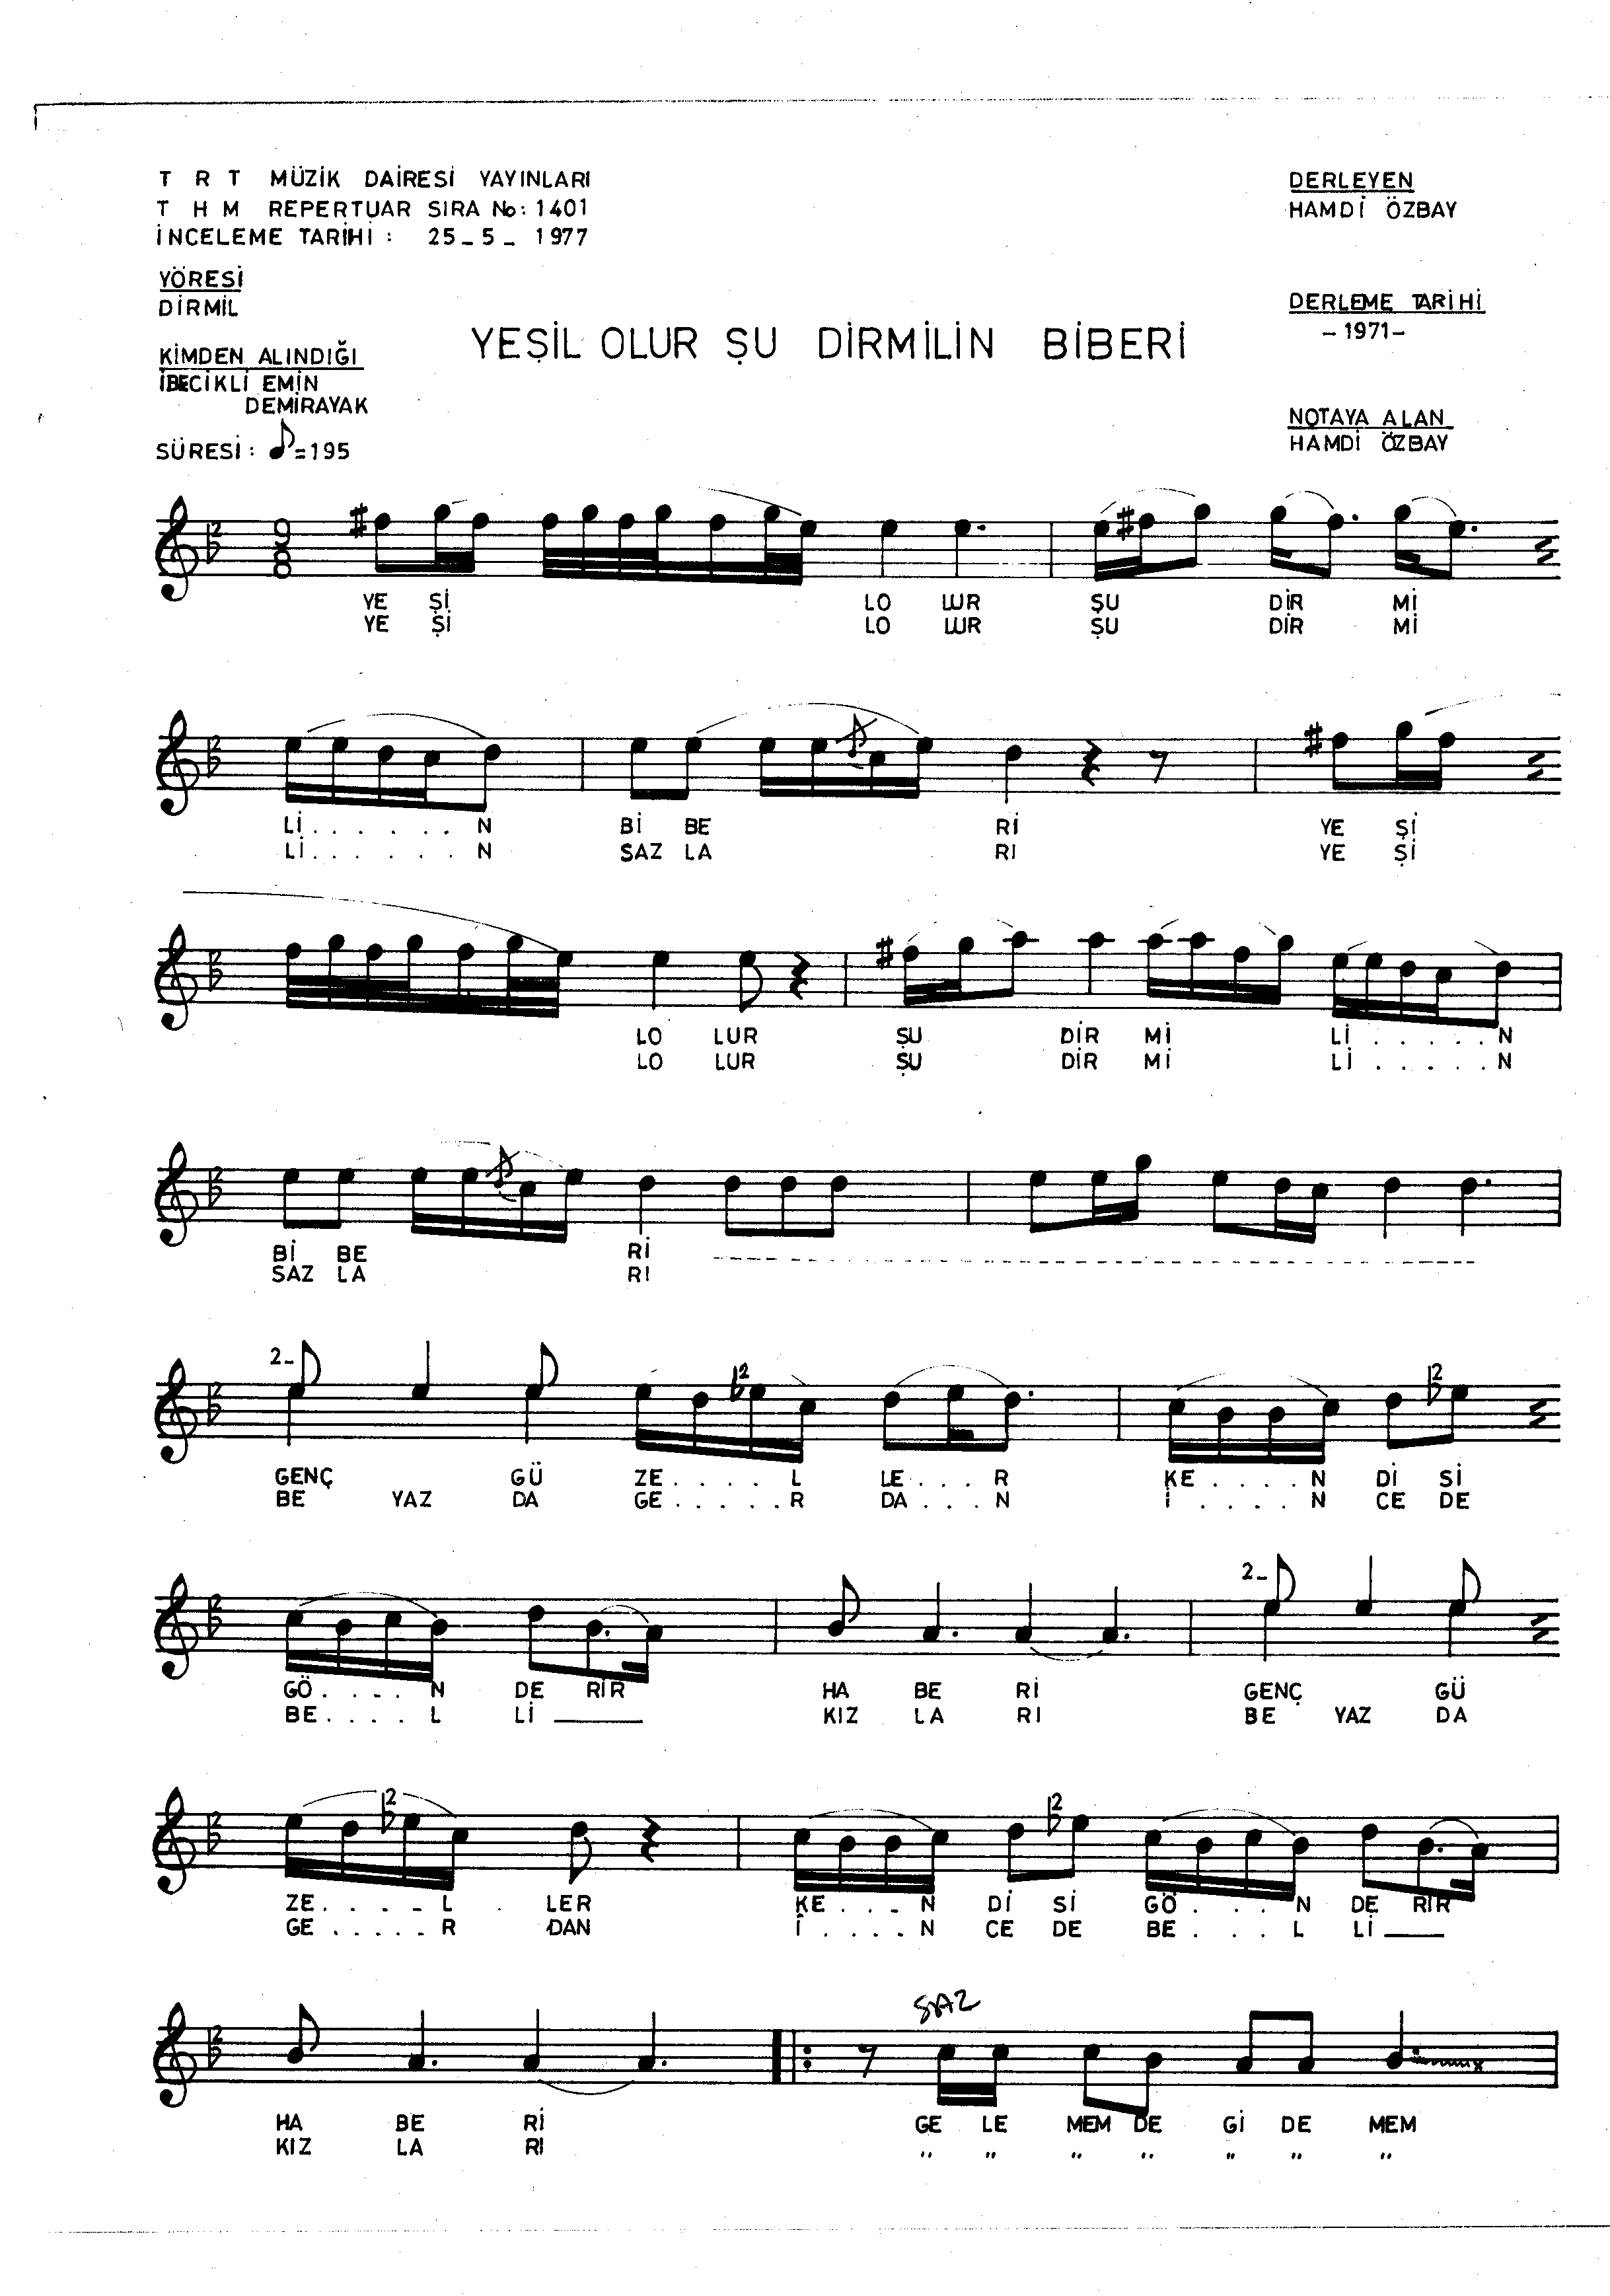 T R T MÜZİK DAİRESİ YAYINLARI
T H M REPERTUAR SIRA No: 1401
İNCELEME TARİHİ : 25_5_ 1977
DERLEYEN
HAMDİ ÖZBAY
YÖRESİ
DİRMİL
DERLEME TARİHİ
-1971-
YEŞİL OLUR ŞU DİRMİLİN BİBERİ
KİMDEN ALINDIĞI
İBECİKLİ EMİN
DEMİRAYAK
NOTAYA ALAN
HAMDİ ÖZBAY
SÜRESİ : ♪=195
YE Şİ LO LUR ŞU DİR Mİ
YE Şİ LO LUR ŞU DİR Mİ
Lİ . . . . . . N Bİ BE Rİ YE Şİ
Lİ . . . . . . N SAZ LA RI YE Şİ
LO LUR ŞU DİR Mİ Lİ . . . . . N
LO LUR ŞU DİR Mİ Lİ . . . . . N
Bİ BE Rİ
SAZ LA RI
2-
GENÇ GÜ ZE . . . . L LE . . . R KE . . . . N Dİ Sİ
BE YAZ DA GE . . . . . R DA . . . N İ . . . . N CE DE
2-
GÖ . . . . N DE RİR HA BE Rİ GENÇ GÜ
BE . . . . L Lİ ___ KIZ LA RI BE YAZ DA
ZE . . . . L . LER KE . . . N Dİ Sİ GÖ . . . N DE RİR
GE . . . . . R DAN Î . . . . N CE DE BE . . . L Lİ ___
SAZ
HA BE Rİ GE LE MEM DE Gİ DE MEM
KIZ LA RI ,, ,, ,, ,, ,, ,, ,,